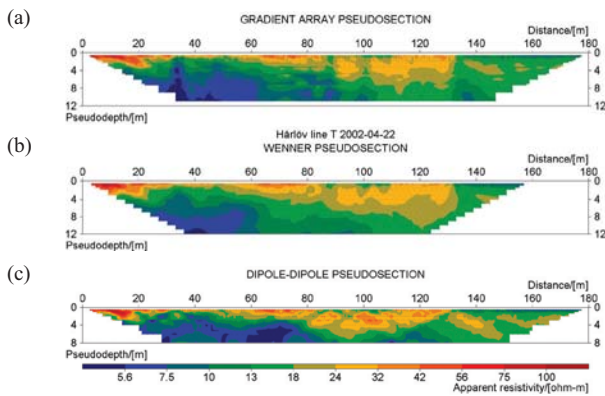 (a)
GRADIENT ARRAY PSEUDOSECTION
Distance/[m]
0 20 40 60 80 100 120 140 160 180
0 0
4 4
8 8
12 12
Pseudodepth/[m]
(b)
Härlöv line T 2002-04-22
WENNER PSEUDOSECTION
Distance/[m]
0 20 40 60 80 100 120 140 160 180
0 0
4 4
8 8
12 12
Pseudodepth/[m]
(c)
DIPOLE-DIPOLE PSEUDOSECTION
Distance/[m]
0 20 40 60 80 100 120 140 160 180
0 0
4 4
8 8
Pseudodepth/[m]
5.6 7.5 10 13 18 24 32 42 56 75 100
Apparent resistivity/[ohm-m]